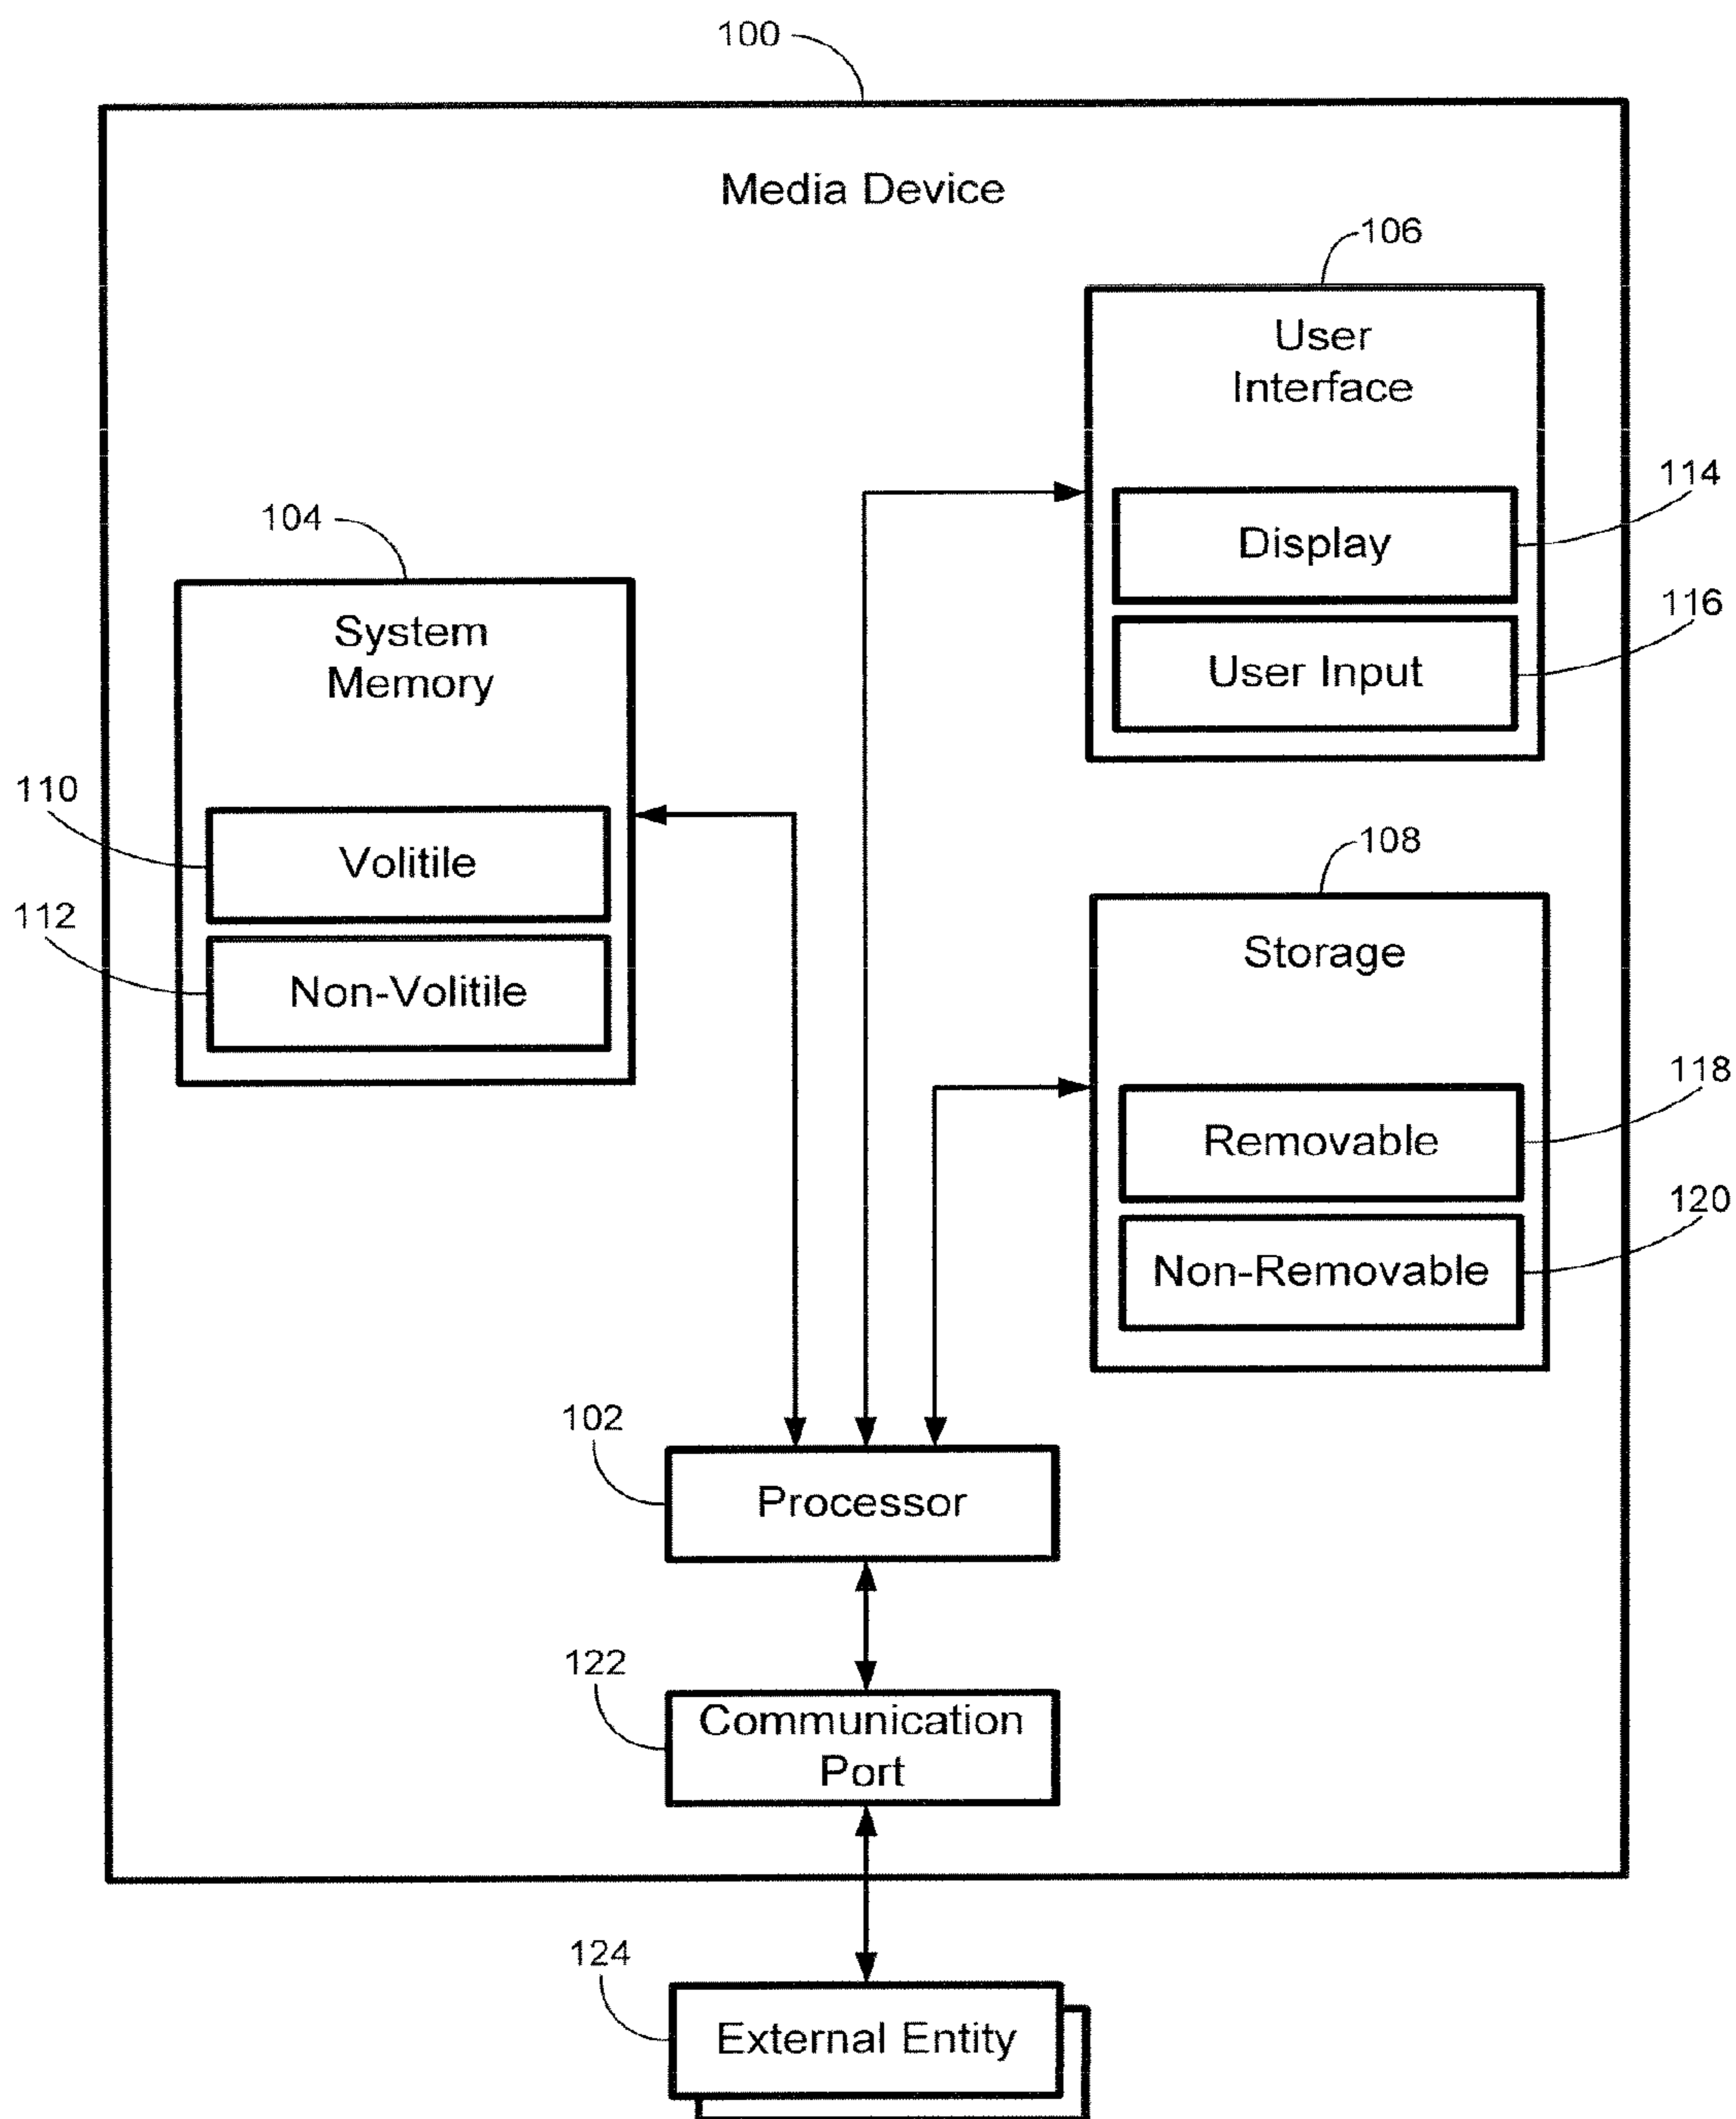 100
Media Device
106
User
Interface
114
Display
116
User Input
104
System
Memory
110
Volitile
112
Non-Volitile
108
Storage
118
Removable
120
Non-Removable
102
Processor
122
Communication
Port
124
External Entity